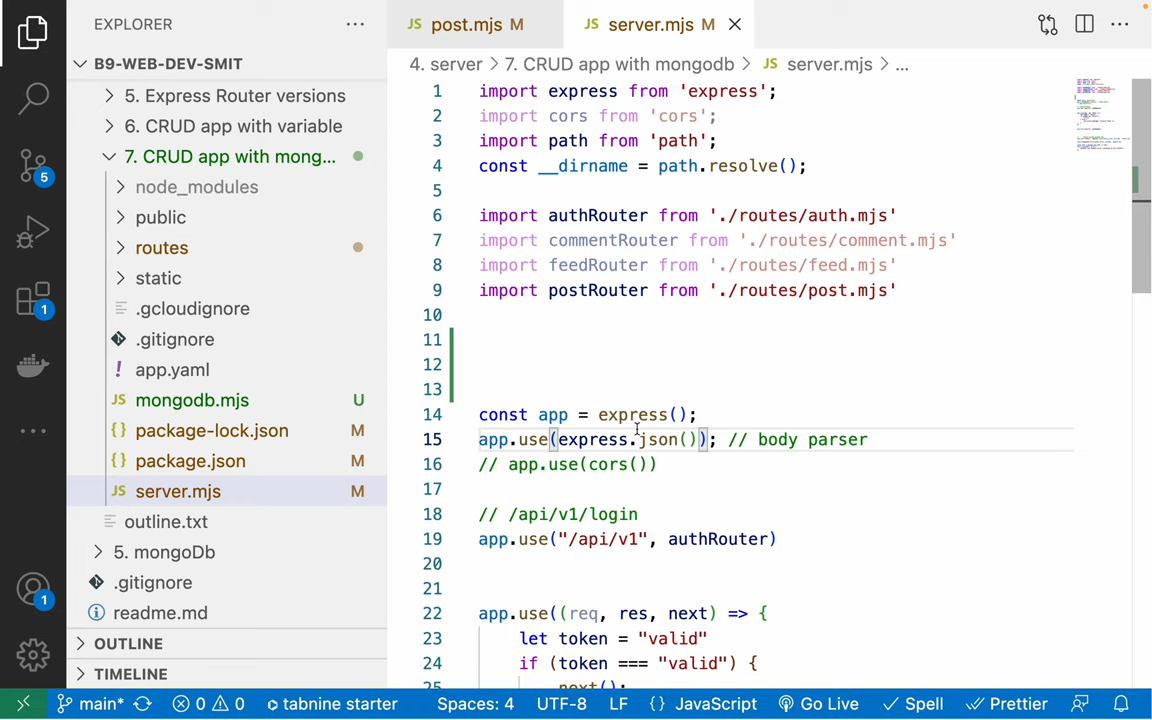 EXPLORER
B9-WEB-DEV-SMIT
5. Express Router versions
6. CRUD app with variable
7. CRUD app with mong...
node_modules
public
routes
static
.gcloudignore
.gitignore
! app.yaml
JS mongodb.mjs U
{} package-lock.json M
{} package.json M
JS server.mjs M
outline.txt
5. mongoDb
.gitignore
readme.md
OUTLINE
TIMELINE
5
1
1
JS post.mjs M
JS server.mjs M
4. server > 7. CRUD app with mongodb > JS server.mjs > ...
1 import express from 'express';
2 import cors from 'cors';
3 import path from 'path';
4 const __dirname = path.resolve();
5
6 import authRouter from './routes/auth.mjs'
7 import commentRouter from './routes/comment.mjs'
8 import feedRouter from './routes/feed.mjs'
9 import postRouter from './routes/post.mjs'
10
11
12
13
14 const app = express();
15 app.use(express.json()); // body parser
16 // app.use(cors())
17
18 // /api/v1/login
19 app.use("/api/v1", authRouter)
20
21
22 app.use((req, res, next) => {
23 let token = "valid"
24 if (token === "valid") {
25 next();
main* 0 0 tabnine starter Spaces: 4 UTF-8 LF {} JavaScript Go Live Spell Prettier